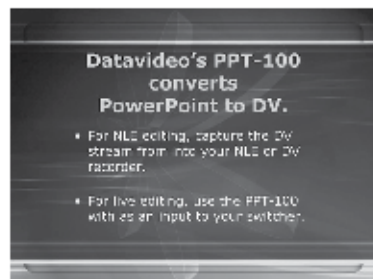 Datavideo's PPT-100
converts
PowerPoint to DV.
• For NLE editing, capture the DV
stream from into your NLE or DV
recorder.
• For live editing, use the PPT-100
with as an input to your switcher.